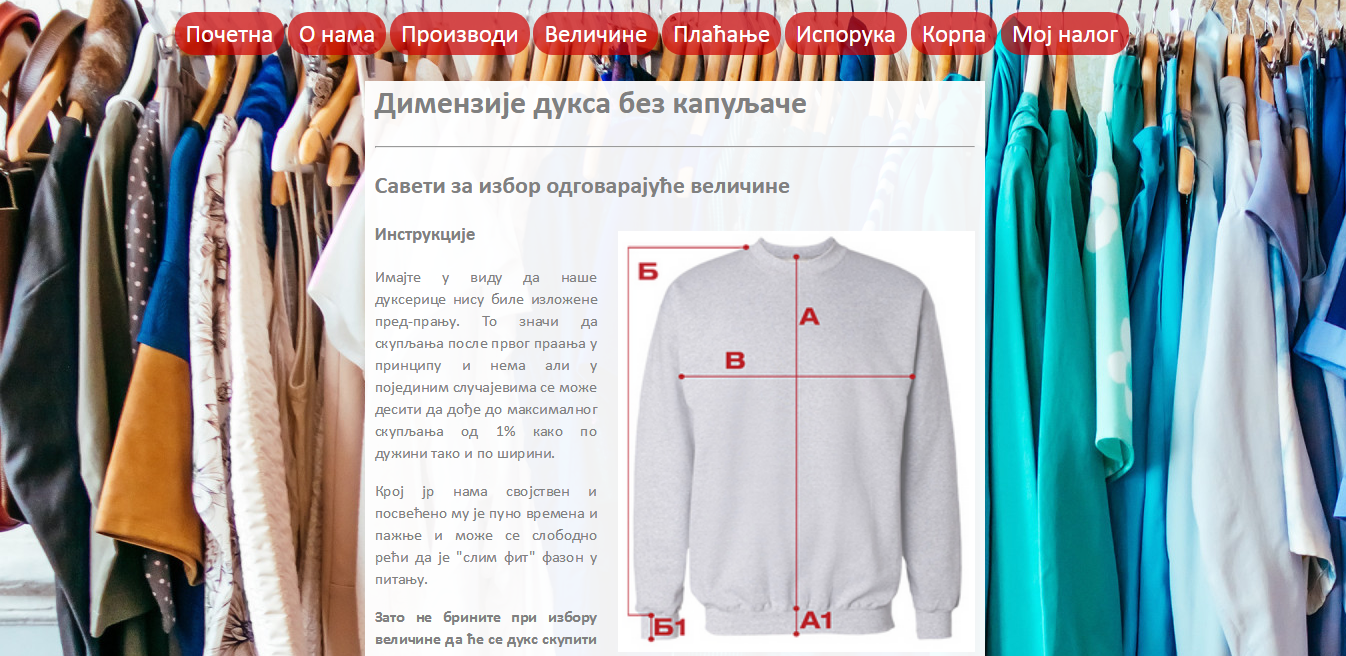 Почетна О нама Производи Величине Плаћање Испорука Корпа Мој налог
Димензије дукса без капуљаче
Савети за избор одговарајуће величине
Инструкције
Имајте у виду да наше
дуксерице нису биле изложене
пред-прању. То значи да
скупљања после првог праања у
принципу и нема али у
појединим случајевима се може
десити да дође до максималног
скупљања од 1% како по
дужини тако и по ширини.
Крој јр нама својствен и
посвећено му је пуно времена и
пажње и може се слободно
рећи да је "слим фит" фазон у
питању.
Зато не брините при избору
величине да ће се дукс скупити
Б
А
В
А1
Б1